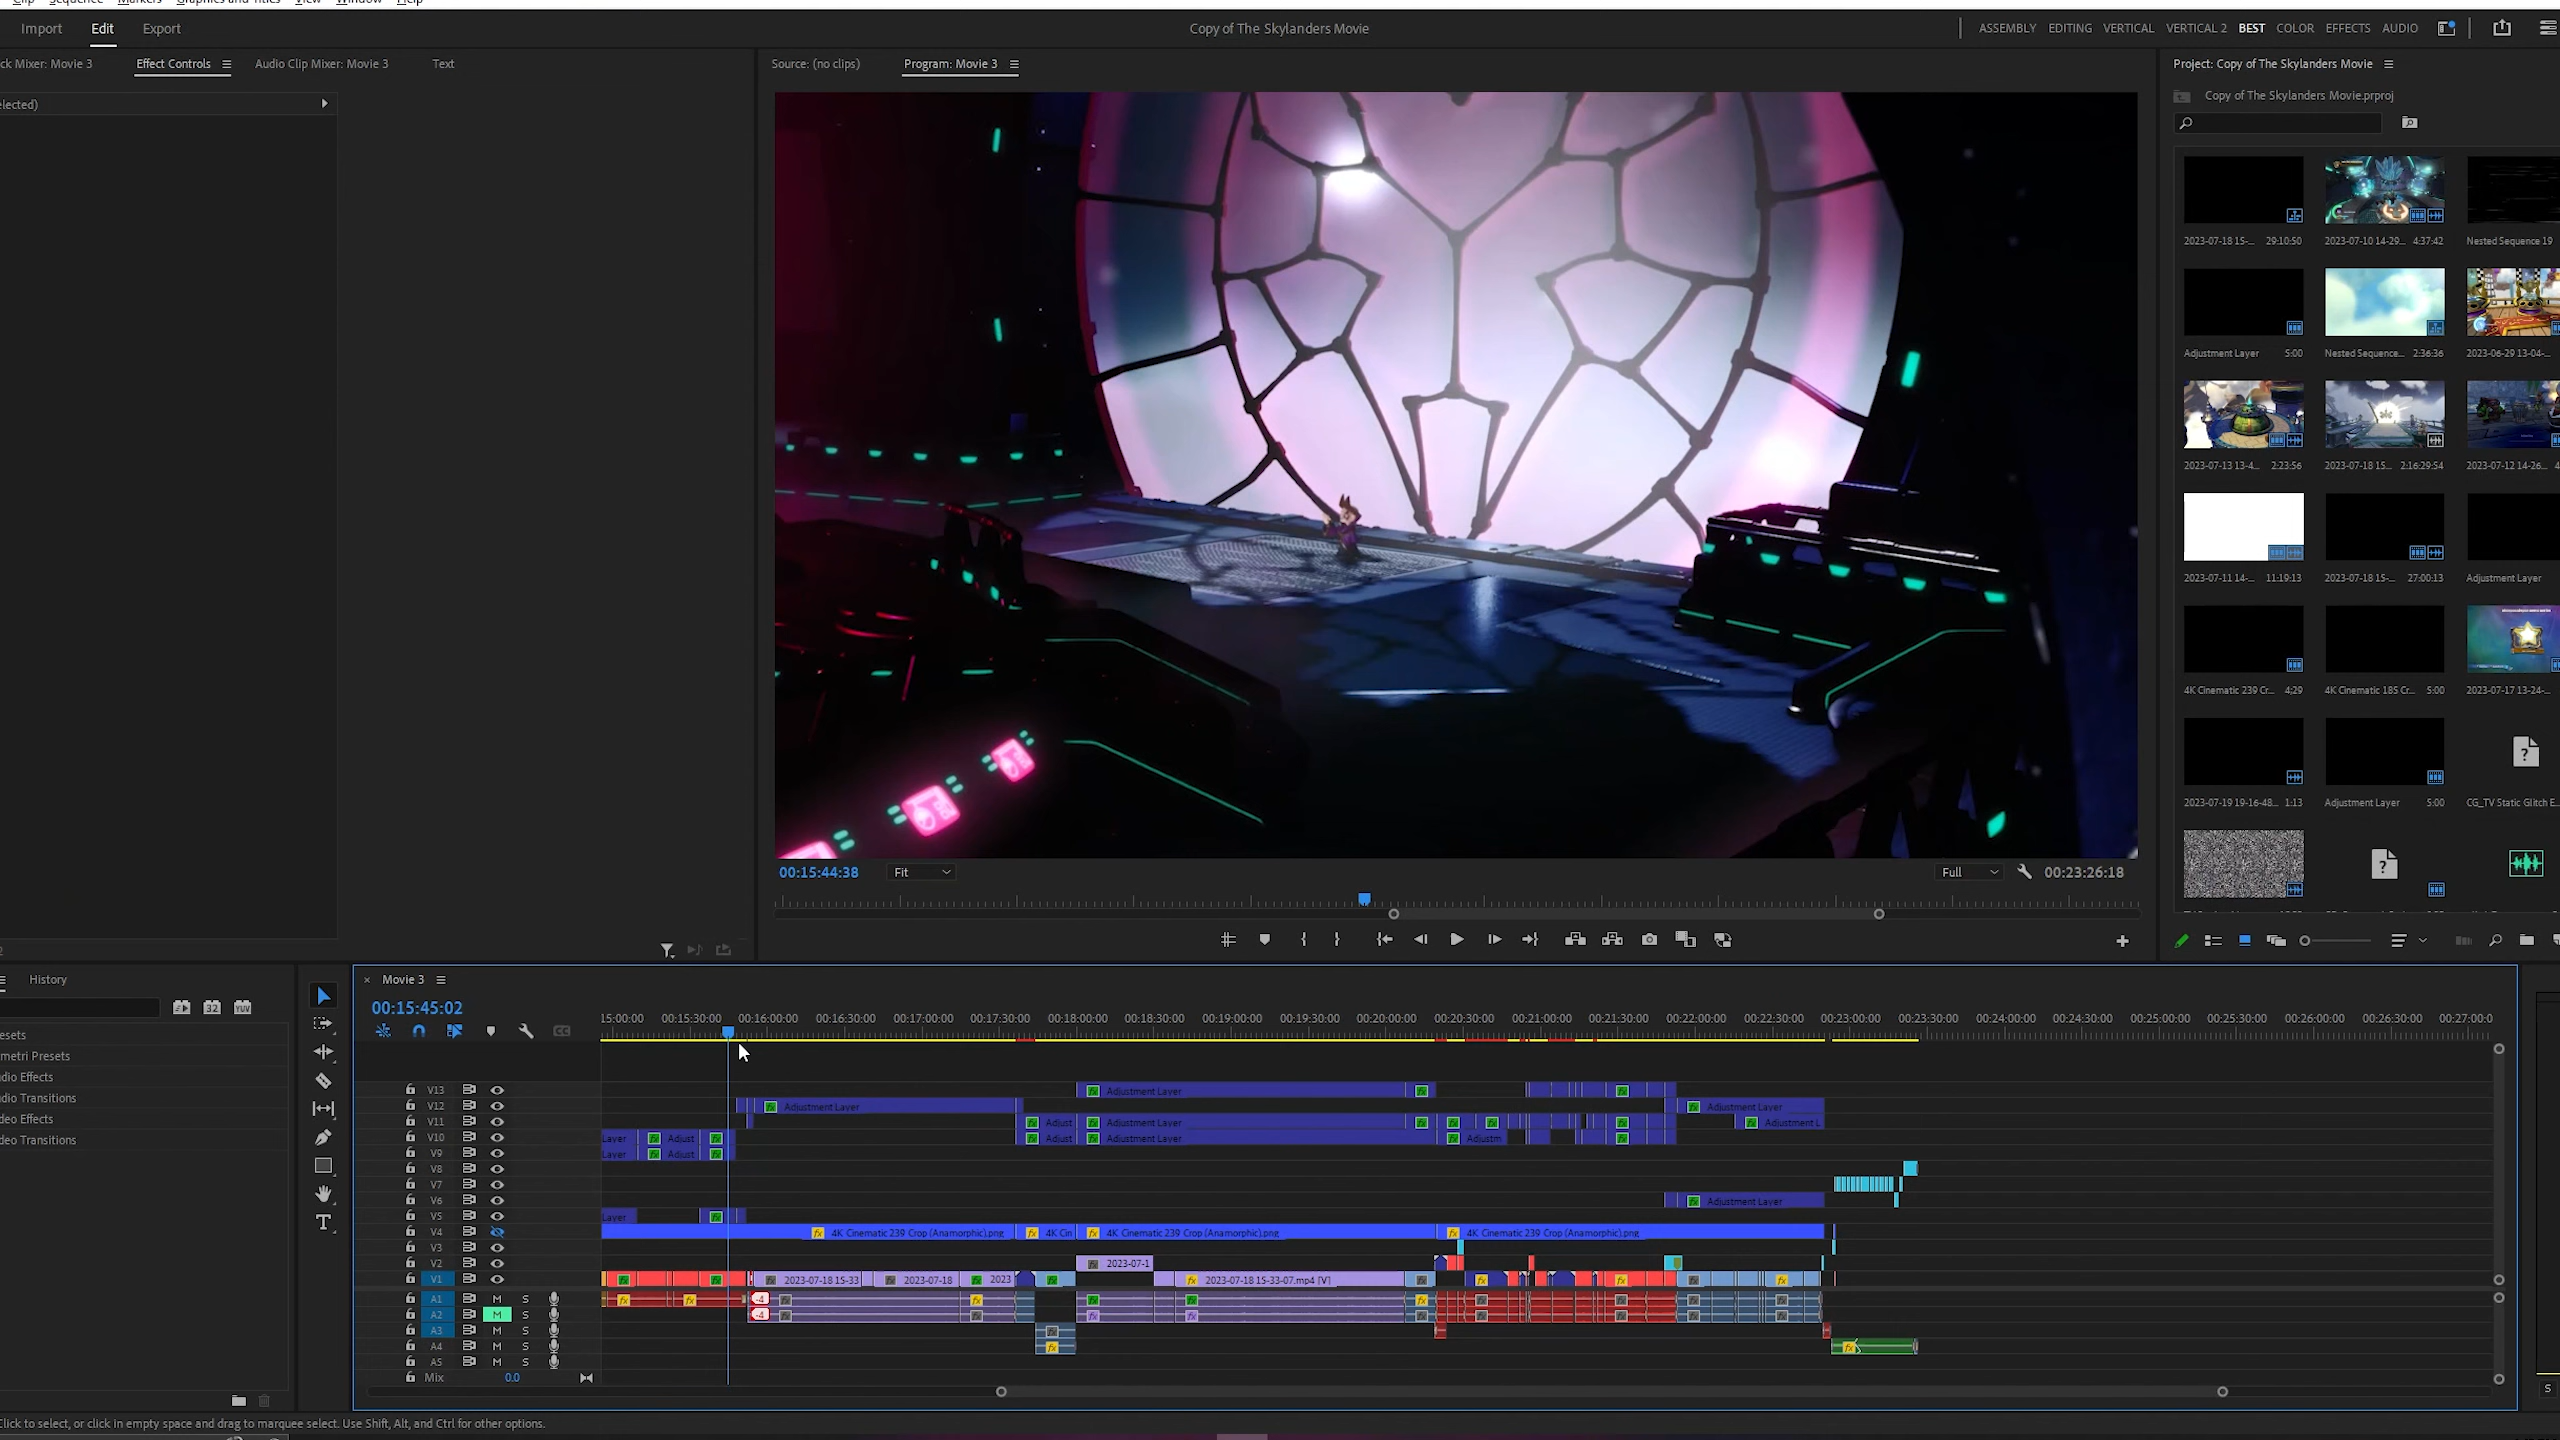 Clip Sequence Markers Graphics and Titles View Window Help
Import Edit Export
Copy of The Skylanders Movie
ASSEMBLY EDITING VERTICAL VERTICAL 2 BEST COLOR EFFECTS AUDIO
ck Mixer: Movie 3 Effect Controls Audio Clip Mixer: Movie 3 Text
Source: (no clips) Program: Movie 3
Project: Copy of The Skylanders Movie
elected)
Copy of The Skylanders Movie.prproj
2023-07-18 15-... 29:10:50 2023-07-10 14-29... 4:37:42 Nested Sequence 19
Adjustment Layer 5:00 Nested Sequence... 2:36:36 2023-06-29 13-04-...
2023-07-13 13-4... 2:23:56 2023-07-18 15... 2:16:29:54 2023-07-12 14-26...
2023-07-11 14-... 11:19:13 2023-07-18 15-... 27:00:13 Adjustment Layer
4K Cinematic 239 Cr... 4:29 4K Cinematic 185 Cr... 5:00 2023-07-17 13-24-...
2023-07-19 19-16-48... 1:13 Adjustment Layer 5:00 CG_TV Static Glitch E...
00:15:44:38 Fit Full 00:23:26:18
History
Movie 3
00:15:45:02
15:00:00 00:15:30:00 00:16:00:00 00:16:30:00 00:17:00:00 00:17:30:00 00:18:00:00 00:18:30:00 00:19:00:00 00:19:30:00 00:20:00:00 00:20:30:00 00:21:00:00 00:21:30:00 00:22:00:00 00:22:30:00 00:23:00:00 00:23:30:00 00:24:00:00 00:24:30:00 00:25:00:00 00:25:30:00 00:26:00:00 00:26:30:00 00:27:00:0
32 YUV
esets
metri Presets
dio Effects
dio Transitions
deo Effects
deo Transitions
V13 Adjustment Layer
V12 Adjustment Layer Adjustment Layer
V11 Adjust Adjustment Layer Adjustment L
V10 Layer Adjust Adjust Adjustment Layer Adjustm
V9 Layer Adjust
V8
V7
V6 Adjustment Layer
V5 Layer
V4 4K Cinematic 239 Crop (Anamorphic).png 4K Cin 4K Cinematic 239 Crop (Anamorphic).png 4K Cinematic 239 Crop (Anamorphic).png
V3
V2 2023-07-1
V1 2023-07-18 15-33 2023-07-18 2023 2023-07-18 15-33-07.mp4 [V]
A1 M S -4
A2 M S -4
A3 M S
A4 M S
A5 M S
Mix 0.0
S
Click to select, or click in empty space and drag to marquee select. Use Shift, Alt, and Ctrl for other options.